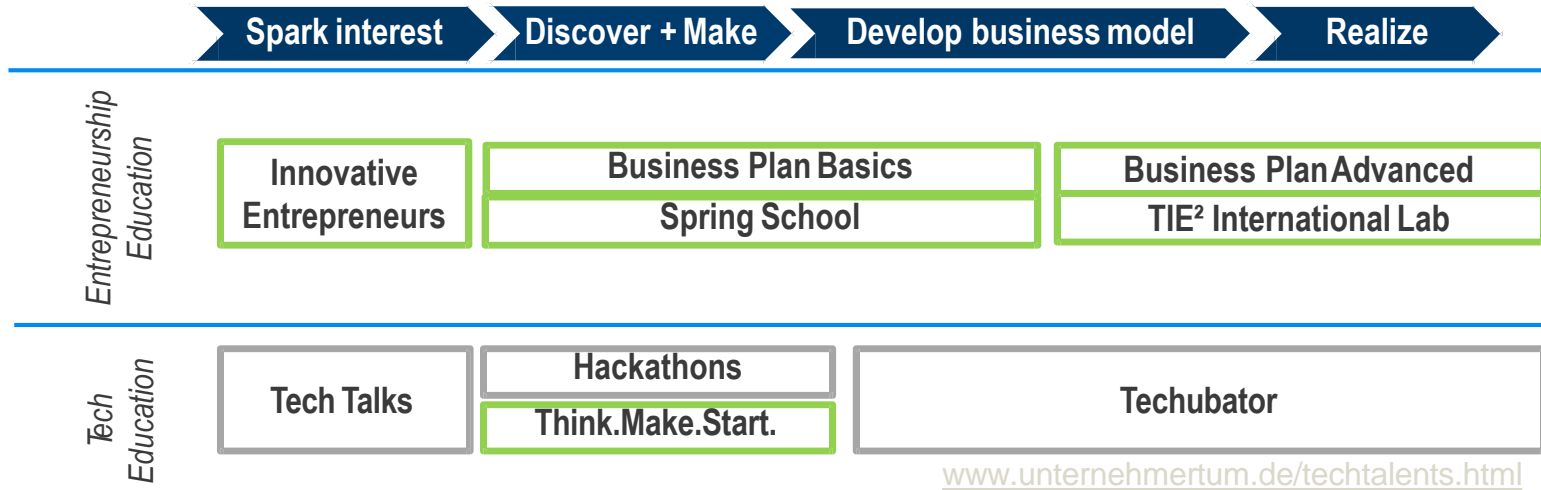 Spark interest
Discover + Make
Develop business model
Realize
Entrepreneurship
Education
Innovative
Entrepreneurs
Business Plan Basics
Spring School
Business Plan Advanced
TIE² International Lab
Tech
Education
Tech Talks
Hackathons
Think.Make.Start.
Techubator
www.unternehmertum.de/techtalents.html